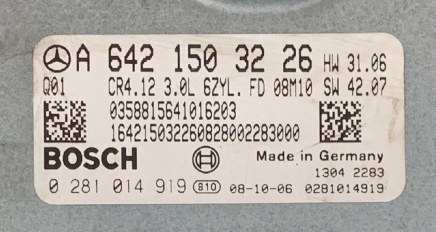 A 642 150 32 26 HW 31.06
Q01 CR4.12 3.0L 6ZYL. FD 08M10 SW 42.07
0358815641016203
164215032260828002283000
BOSCH Made in Germany
1304 2283
0 281 014 919 810 08-10-06 0281014919